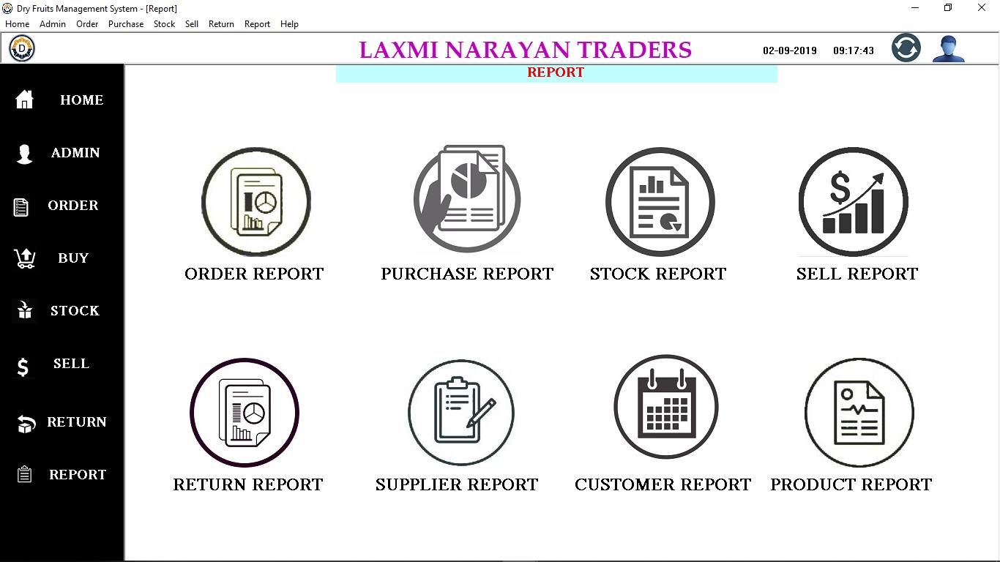 Dry Fruits Management System - [Report]
Home Admin Order Purchase Stock Sell Return Report Help
D LAXMI NARAYAN TRADERS 02-09-2019 09:17:43
REPORT
HOME
ADMIN
ORDER
BUY
STOCK
SELL
RETURN
REPORT
$
$
ORDER REPORT PURCHASE REPORT STOCK REPORT SELL REPORT
RETURN REPORT SUPPLIER REPORT CUSTOMER REPORT PRODUCT REPORT